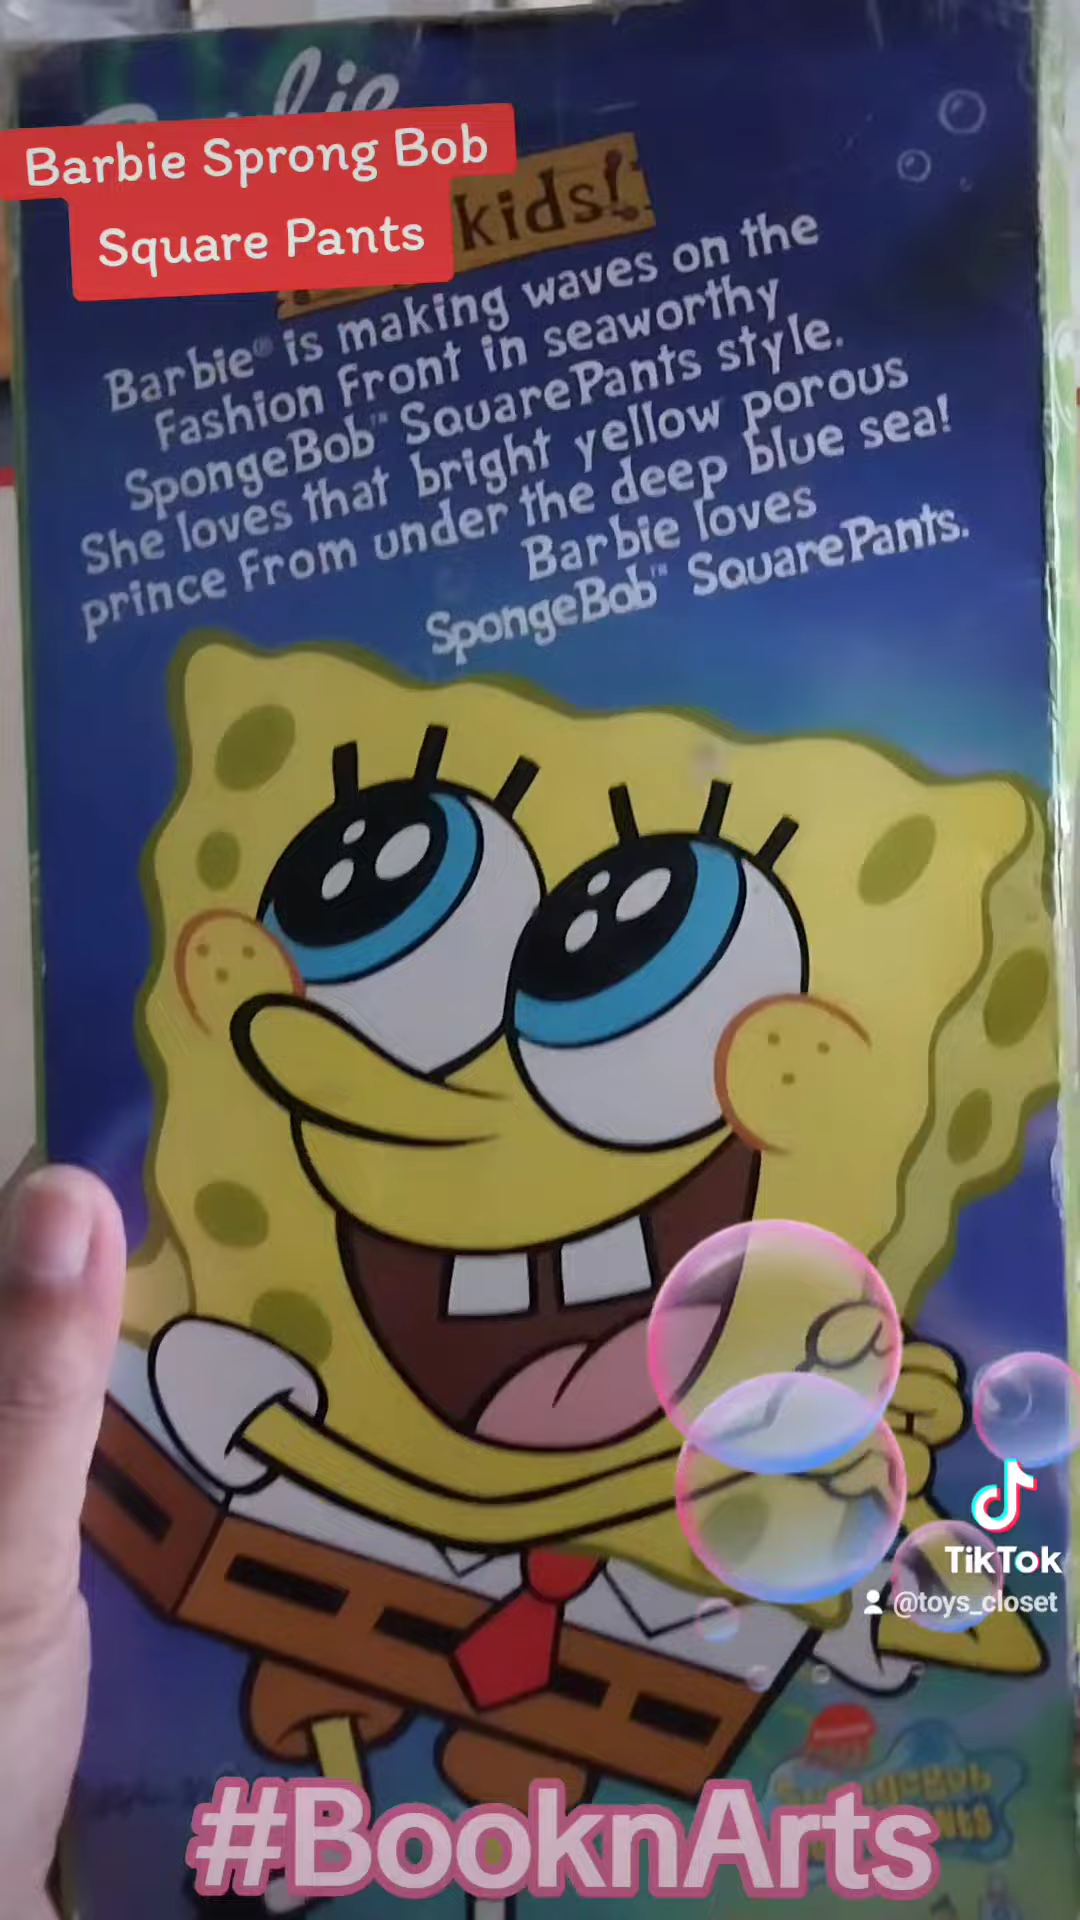 Barbie Sprong Bob
Square Pants
kids!
Barbie® is making waves on the
Fashion Front in seaworthy
SpongeBob™ SquarePants style.
She loves that bright yellow porous
prince From under the deep blue sea!
Barbie loves
SpongeBob™ SquarePants.
TikTok
@toys_closet
#BooknArts